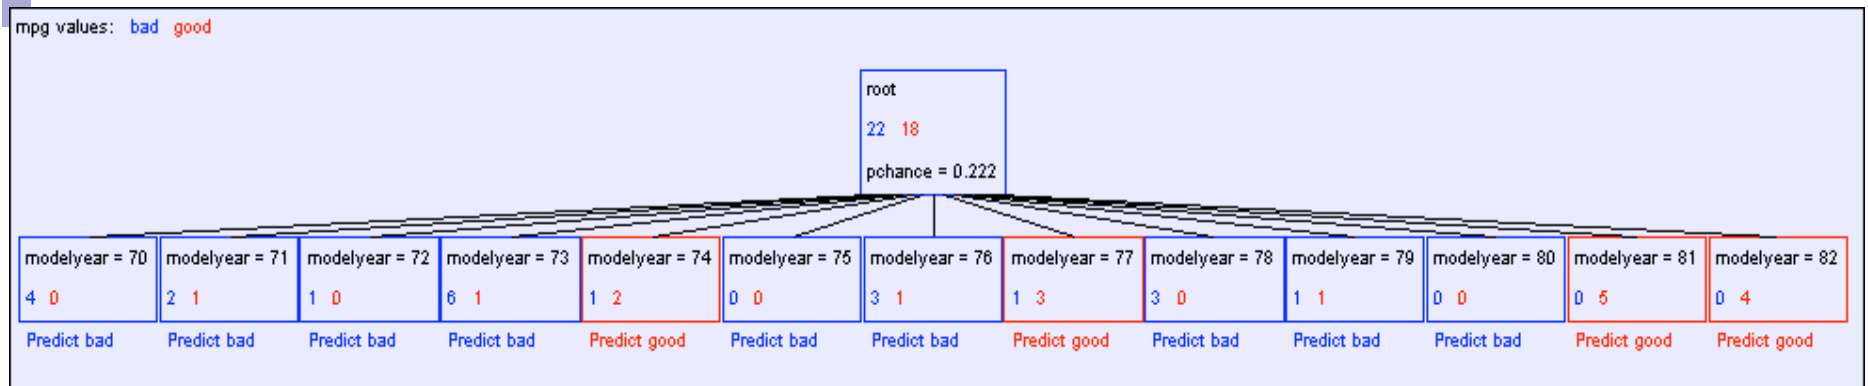 mpg values: bad good
root
22 18
pchance = 0.222
modelyear = 70 modelyear = 71 modelyear = 72 modelyear = 73 modelyear = 74 modelyear = 75 modelyear = 76 modelyear = 77 modelyear = 78 modelyear = 79 modelyear = 80 modelyear = 81 modelyear = 82
4 0 2 1 1 0 6 1 1 2 0 0 3 1 1 3 3 0 1 1 0 0 0 5 0 4
Predict bad Predict bad Predict bad Predict bad Predict good Predict bad Predict bad Predict good Predict bad Predict bad Predict bad Predict good Predict good